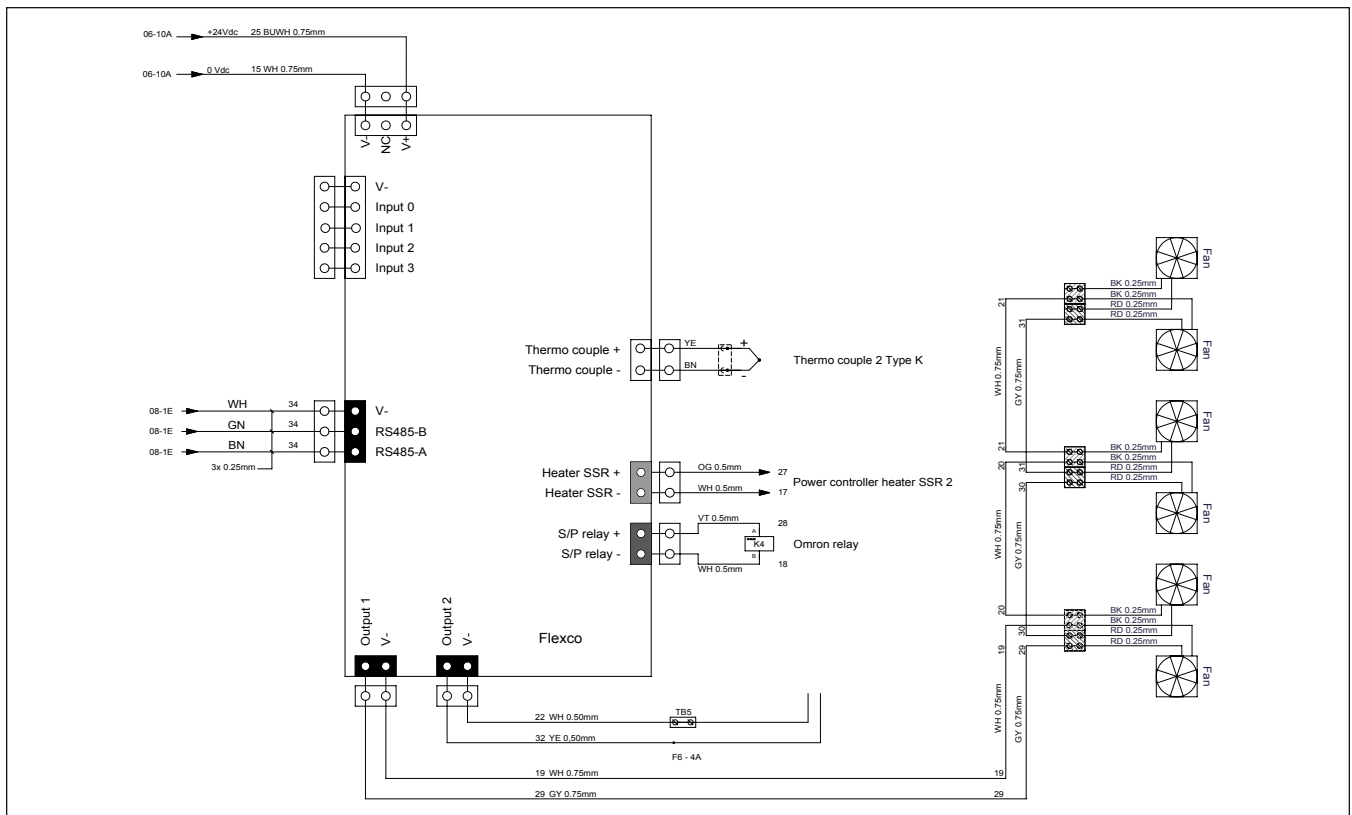 06-10A +24Vdc 25 BUWH 0.75mm
06-10A 0 Vdc 15 WH 0.75mm
V-
NC
V+
V-
Input 0
Input 1
Input 2
Input 3
Thermo couple + YE +
Thermo couple - BN -
Thermo couple 2 Type K
08-1E WH 34 V-
08-1E GN 34 RS485-B
08-1E BN 34 RS485-A
3x 0.25mm
Heater SSR + OG 0.5mm 27
Heater SSR - WH 0.5mm 17
Power controller heater SSR 2
S/P relay + VT 0.5mm 28
A
K4
B
Omron relay
S/P relay - WH 0.5mm 18
Output 1
V-
Output 2
V-
Flexco
22 WH 0.50mm TB5
32 YE 0,50mm
F6 - 4A
19 WH 0.75mm 19
29 GY 0.75mm 29
Fan
BK 0.25mm
BK 0.25mm
RD 0.25mm
RD 0.25mm
21
31
Fan
WH 0.75mm
GY 0.75mm
Fan
21
BK 0.25mm
20
BK 0.25mm
31
RD 0.25mm
30
RD 0.25mm
Fan
WH 0.75mm
GY 0.75mm
Fan
20
BK 0.25mm
BK 0.25mm
30
RD 0.25mm
19
29
RD 0.25mm
Fan
WH 0.75mm
GY 0.75mm